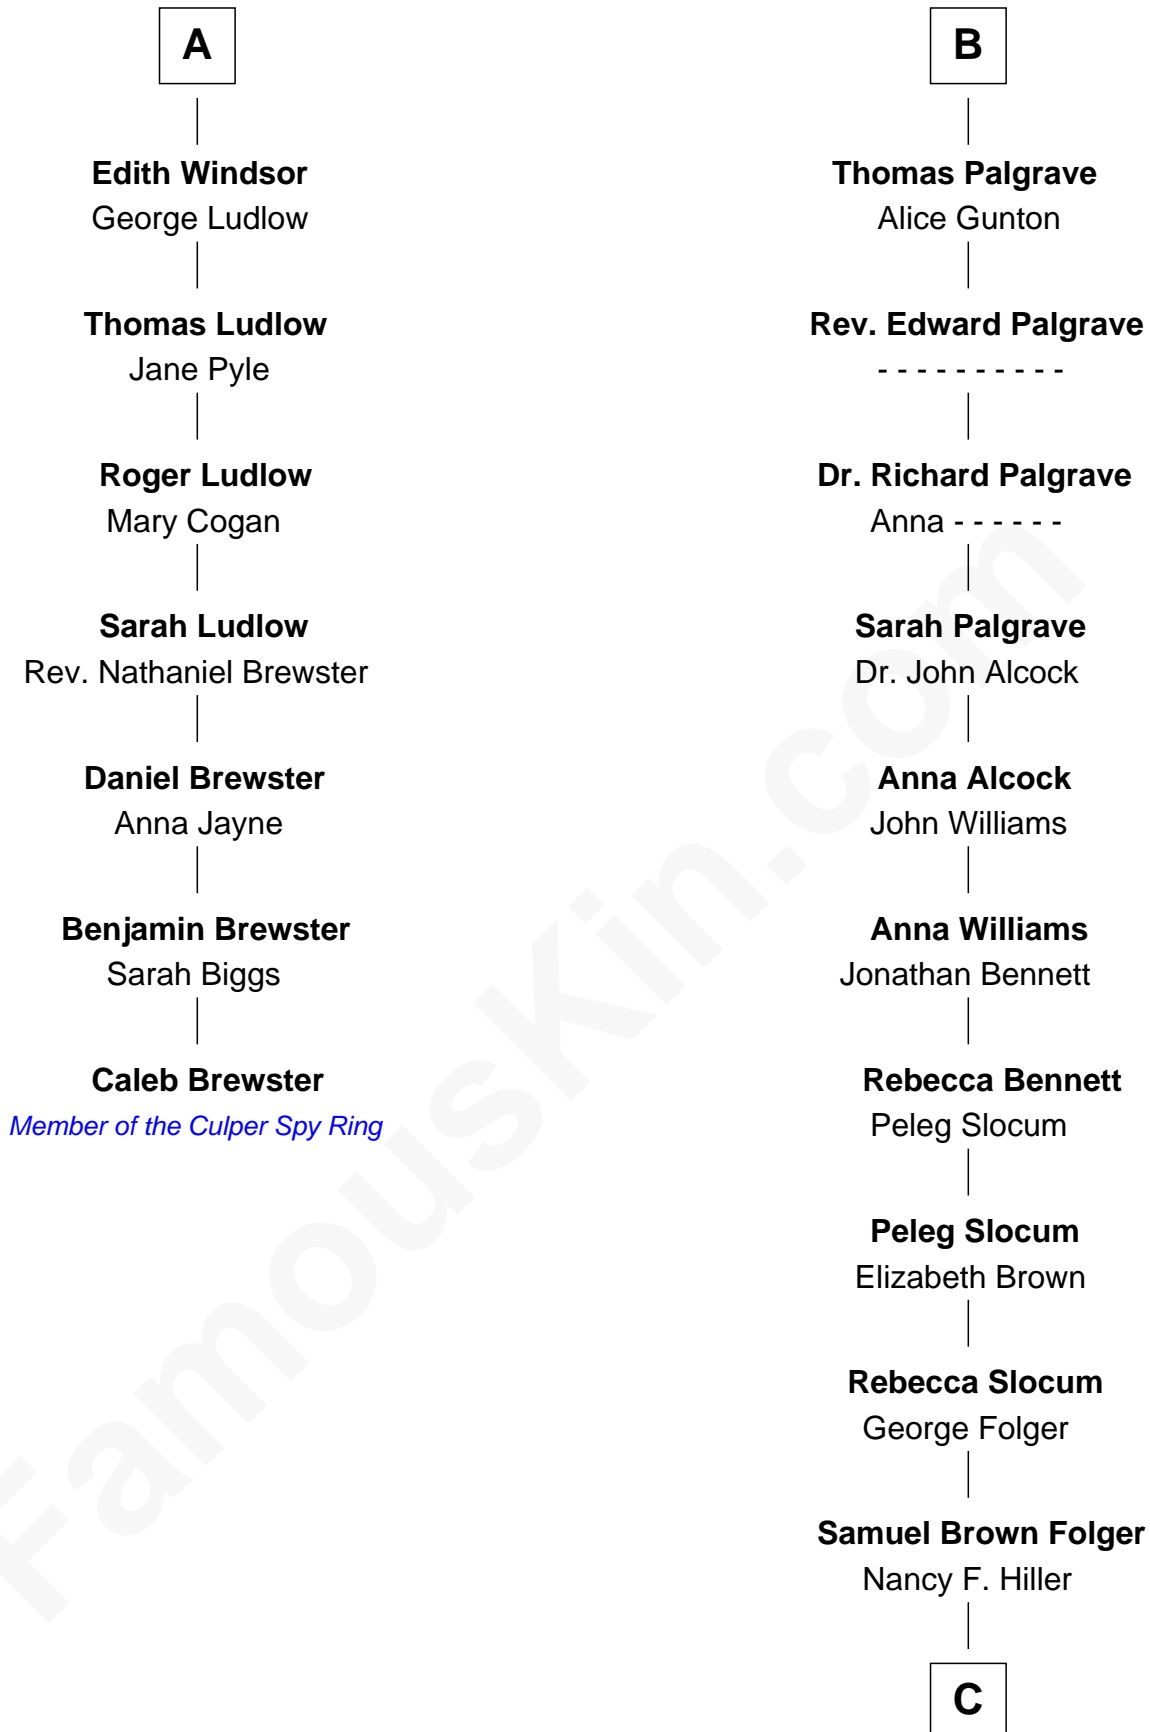 A
Edith Windsor
George Ludlow
Thomas Ludlow
Jane Pyle
Roger Ludlow
Mary Cogan
Sarah Ludlow
Rev. Nathaniel Brewster
Daniel Brewster
Anna Jayne
Benjamin Brewster
Sarah Biggs
Caleb Brewster
Member of the Culper Spy Ring
B
Thomas Palgrave
Alice Gunton
Rev. Edward Palgrave
- - - - - - - - - -
Dr. Richard Palgrave
Anna - - - - - -
Sarah Palgrave
Dr. John Alcock
Anna Alcock
John Williams
Anna Williams
Jonathan Bennett
Rebecca Bennett
Peleg Slocum
Peleg Slocum
Elizabeth Brown
Rebecca Slocum
George Folger
Samuel Brown Folger
Nancy F. Hiller
C
FamousKin.com